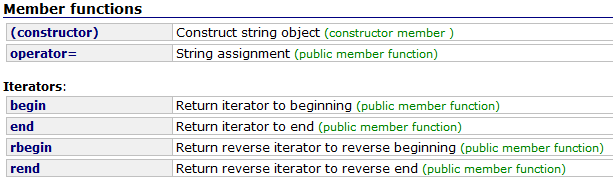 Member functions
(constructor) Construct string object (constructor member )
operator= String assignment (public member function)
Iterators:
begin Return iterator to beginning (public member function)
end Return iterator to end (public member function)
rbegin Return reverse iterator to reverse beginning (public member function)
rend Return reverse iterator to reverse end (public member function)